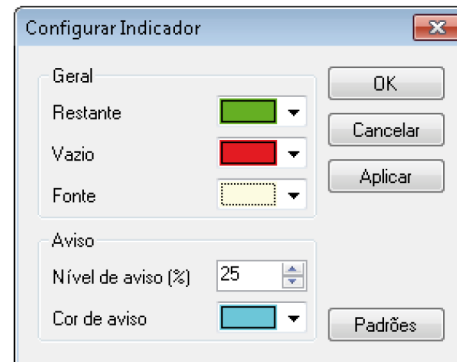 Configurar Indicador
Geral
Restante
Vazio
Fonte
OK
Cancelar
Aplicar
Aviso
Nível de aviso (%) 25
Cor de aviso
Padrões